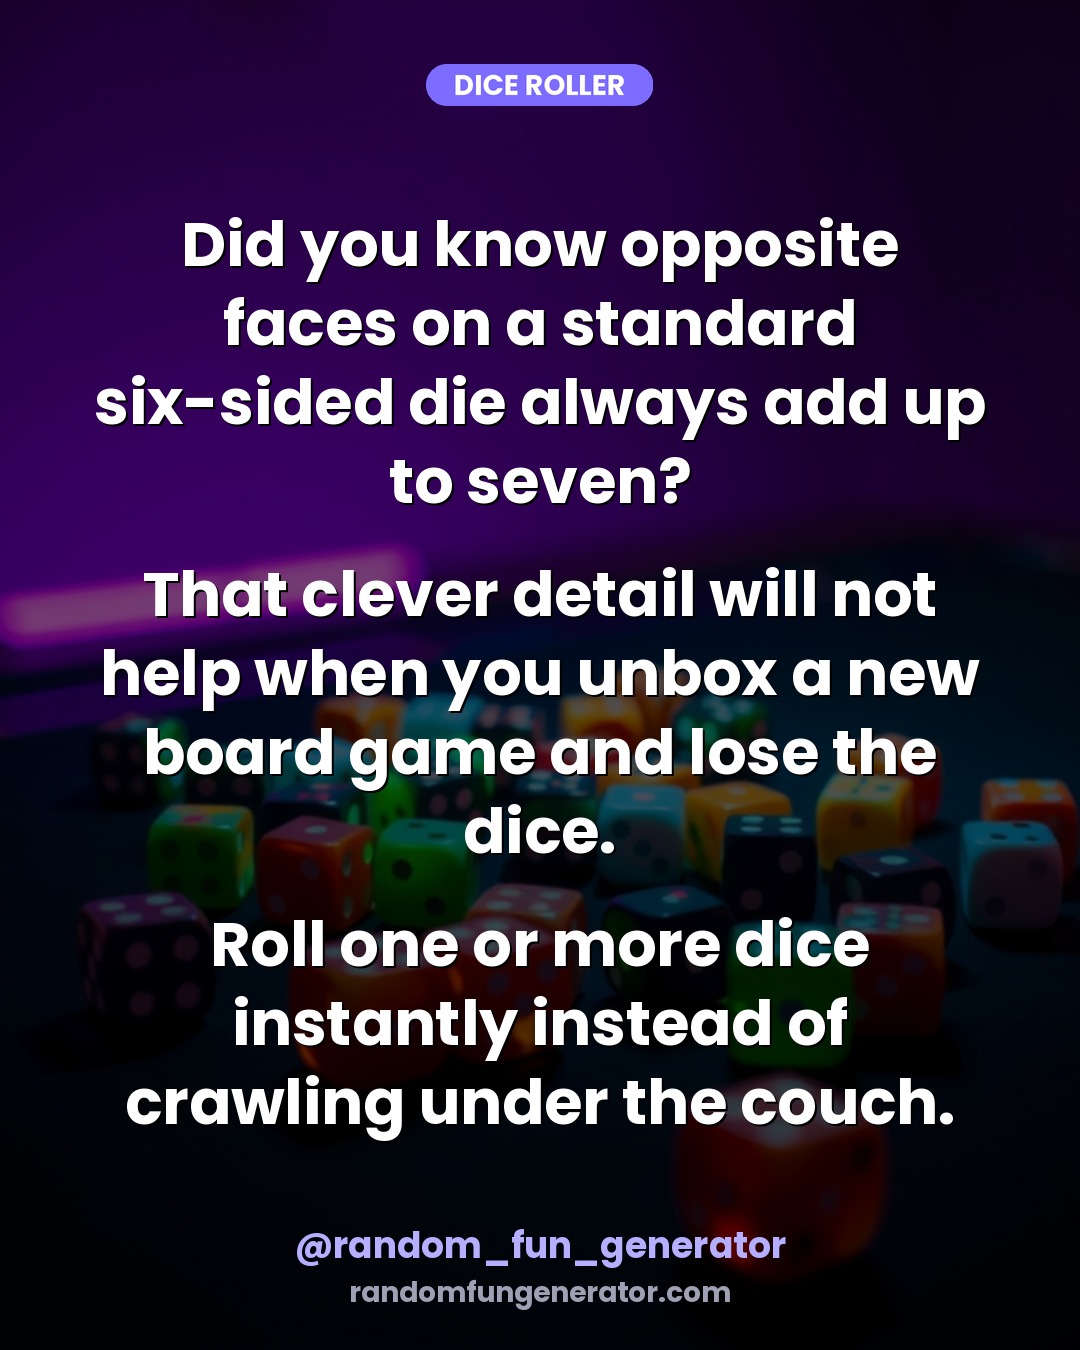 DICE ROLLER
Did you know opposite
faces on a standard
six-sided die always add up
to seven?
That clever detail will not
help when you unbox a new
board game and lose the
dice.
Roll one or more dice
instantly instead of
crawling under the couch.
@random_fun_generator
randomfungenerator.com